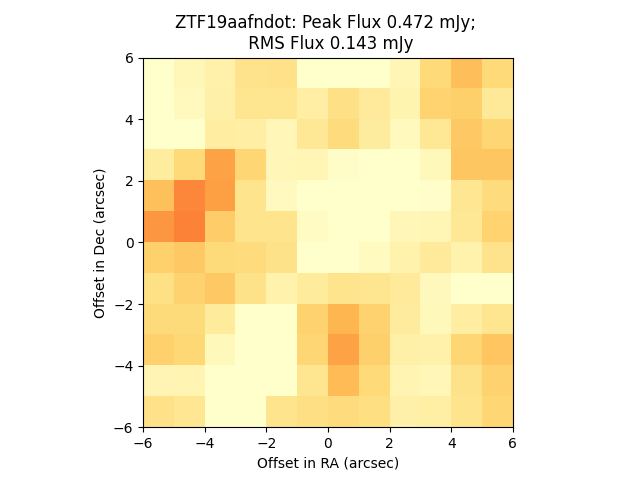 ZTF19aafndot: Peak Flux 0.472 mJy;
RMS Flux 0.143 mJy
6
4
2
0
−2
−4
−6
Offset in Dec (arcsec)
−6 −4 −2 0 2 4 6
Offset in RA (arcsec)